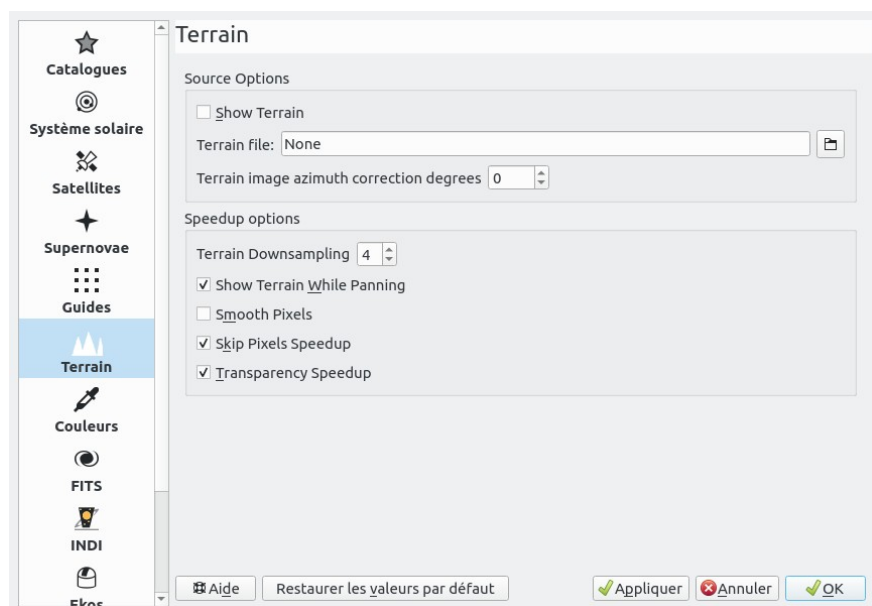 Catalogues
Système solaire
Satellites
Supernovae
Guides
Terrain
Couleurs
FITS
INDI
Ekos
Terrain
Source Options
Show Terrain
Terrain file: None
Terrain image azimuth correction degrees 0
Speedup options
Terrain Downsampling 4
Show Terrain While Panning
Smooth Pixels
Skip Pixels Speedup
Transparency Speedup
Aide Restaurer les valeurs par défaut Appliquer Annuler OK